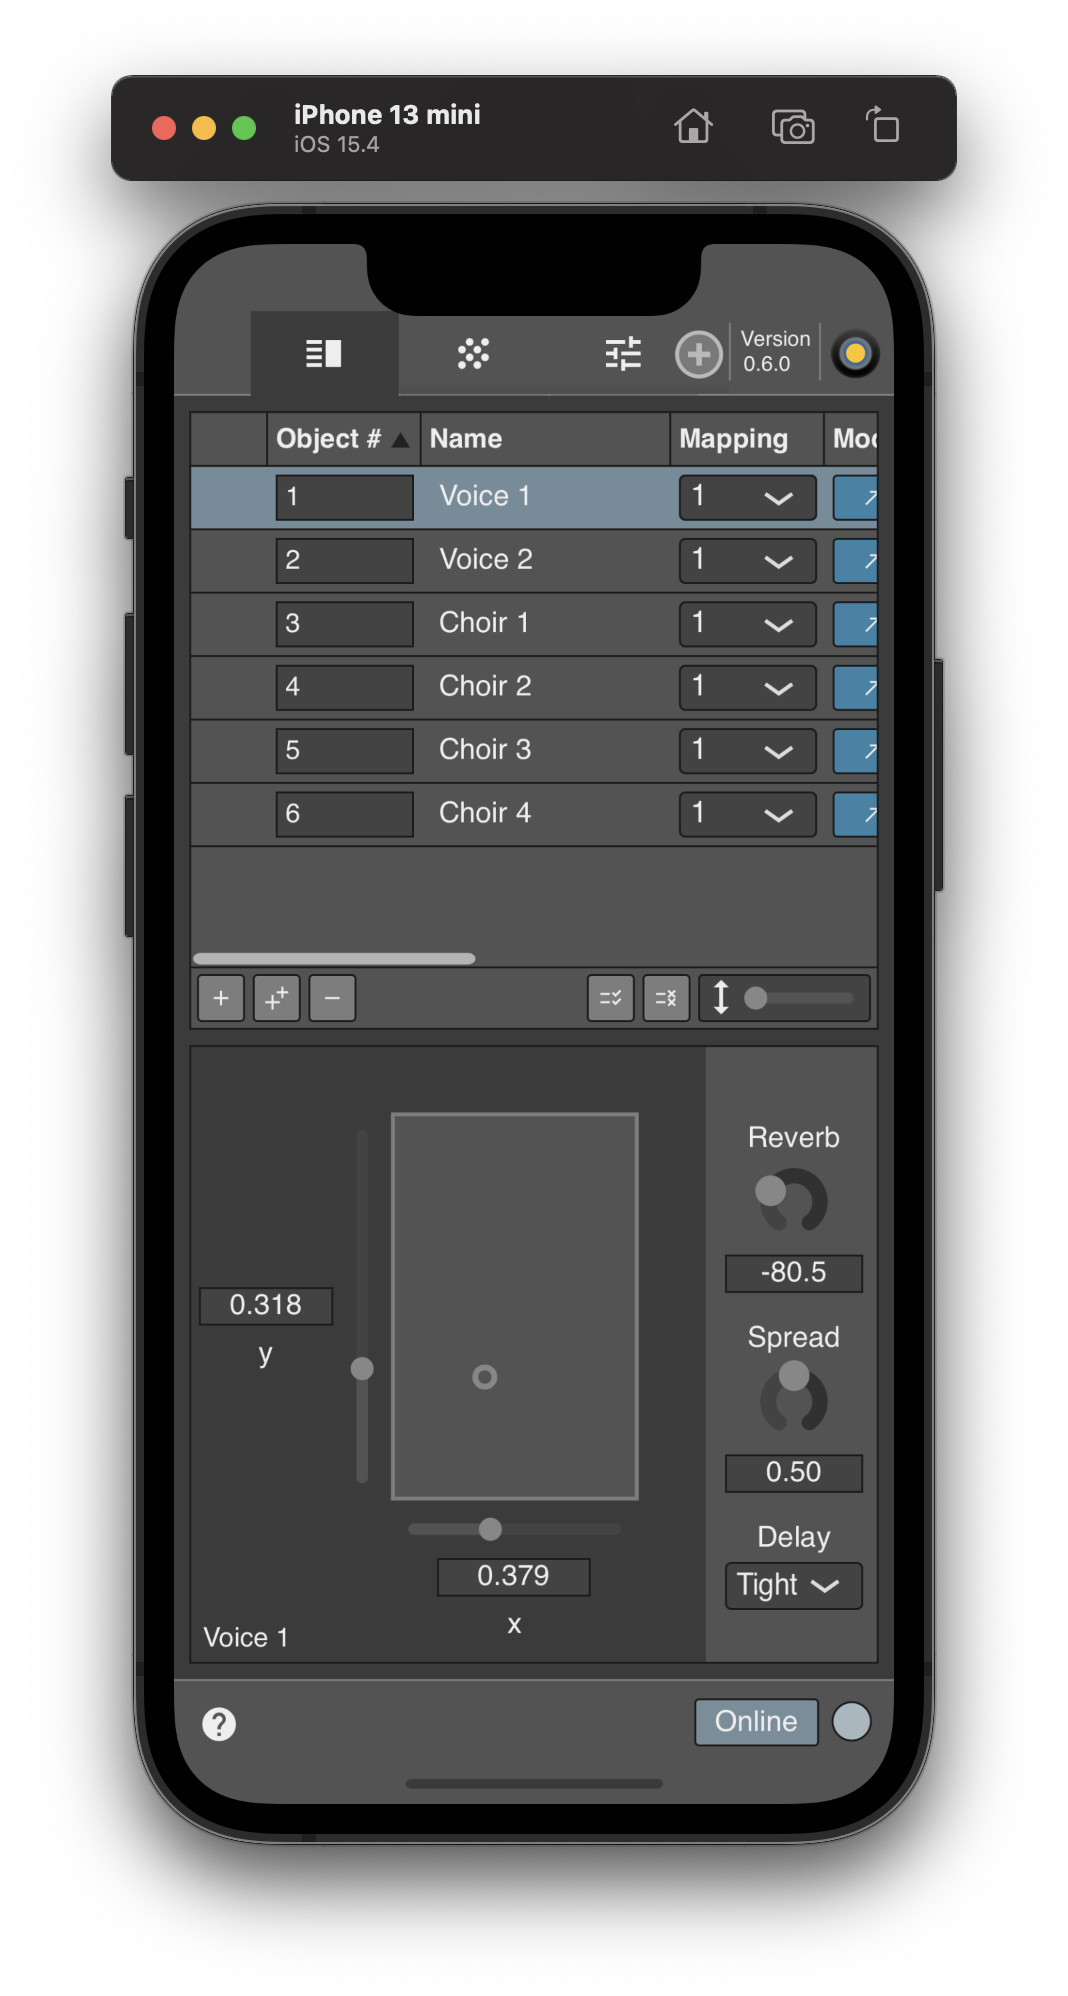 iPhone 13 mini
iOS 15.4
Version
0.6.0
Object # Name Mapping Mod
1 Voice 1 1
2 Voice 2 1
3 Choir 1 1
4 Choir 2 1
5 Choir 3 1
6 Choir 4 1
Reverb
-80.5
0.318
y
Spread
0.50
Delay
Tight
0.379
x
Voice 1
Online